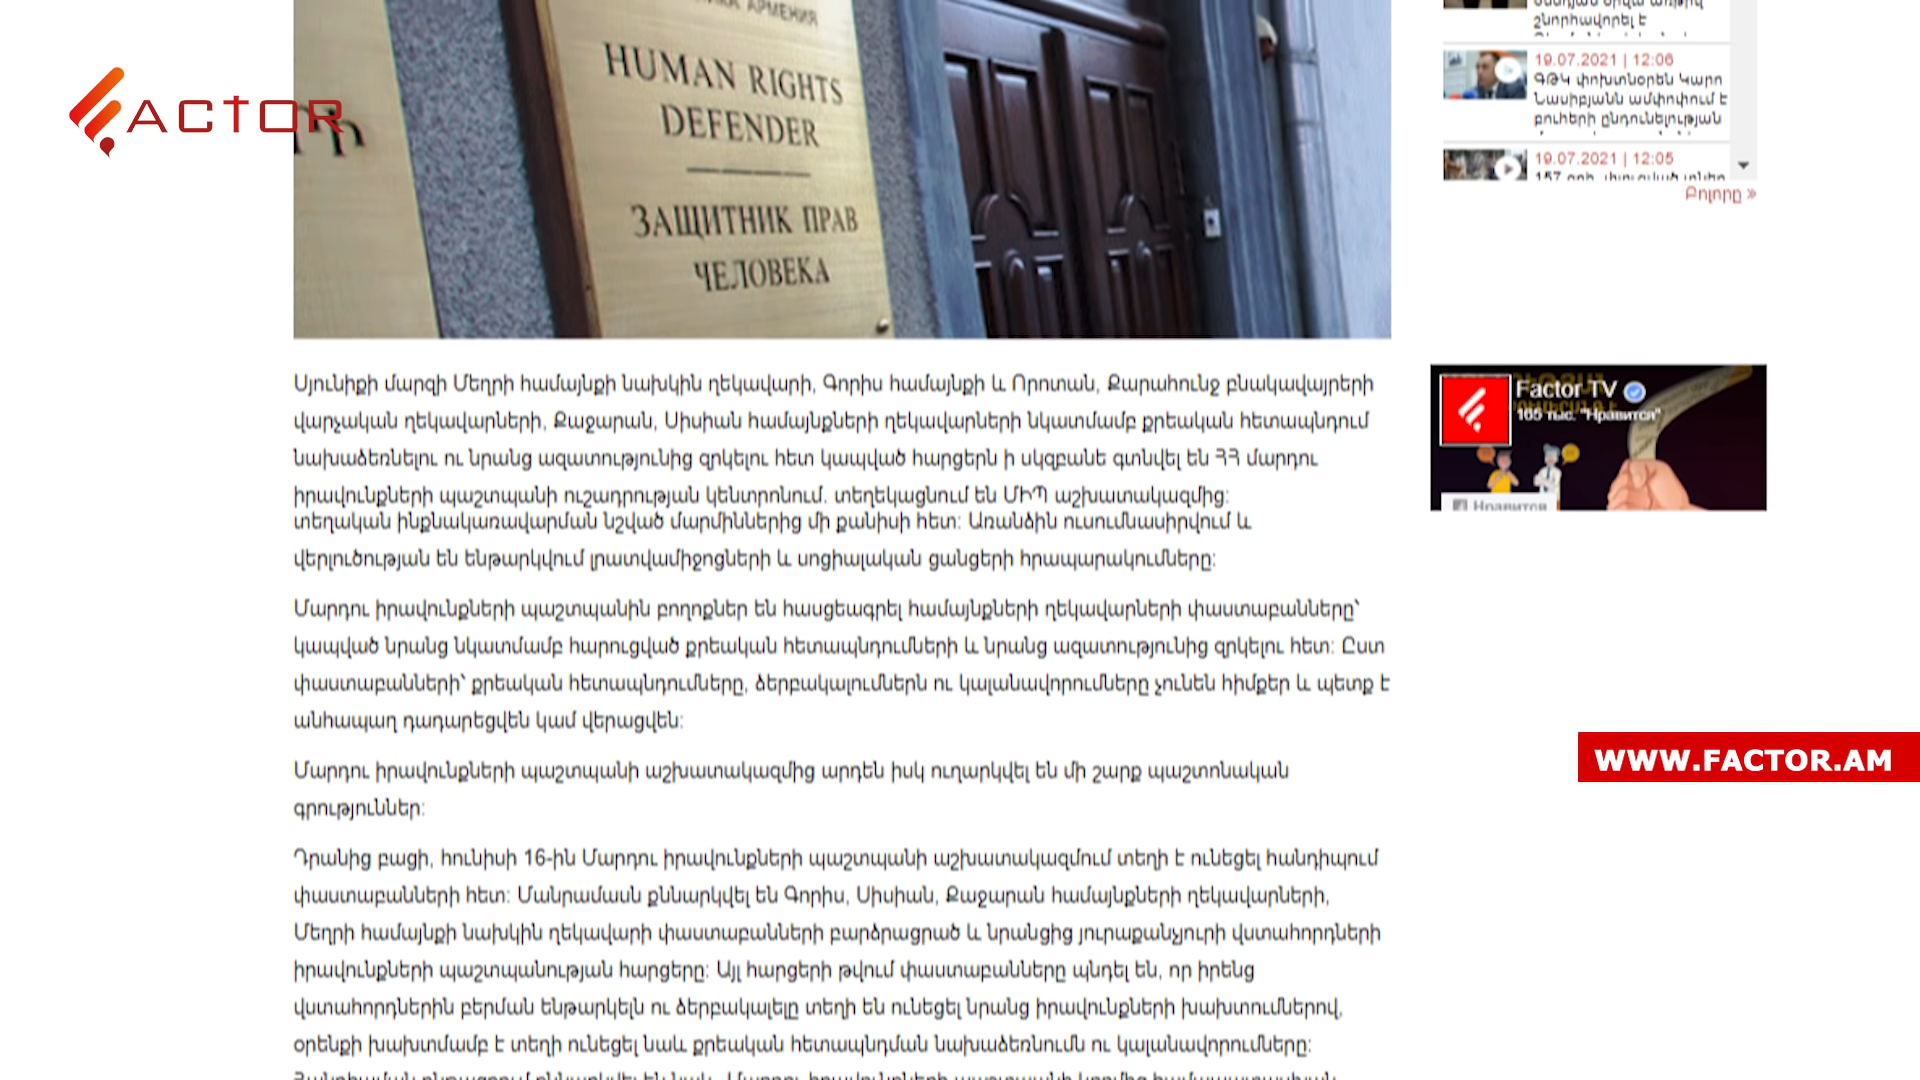 АРМЕНИЯ
HUMAN RIGHTS
DEFENDER
ЗАЩИТНИК ПРАВ
ЧЕЛОВЕКА
ACTOR
շնորհավորել է
19.07.2021 | 12:06
ԳԹԿ փոխտնօրեն Կարո
Նասիբյանն ամփոփում է
բուհերի ընդունելության
19.07.2021 | 12:05
Բոլորը »
Factor TV
165 тыс. "Нравится"
Нравится
WWW.FACTOR.AM
Սյունիքի մարզի Մեղրի համայնքի նախկին ղեկավարի, Գորիս համայնքի և Որոտան, Քարահունջ բնակավայրերի
վարչական ղեկավարների, Քաջարան, Սիսիան համայնքների ղեկավարների նկատմամբ քրեական հետապնդում
նախաձեռնելու ու նրանց ազատությունից զրկելու հետ կապված հարցերն ի սկզբանե գտնվել են ՀՀ մարդու
իրավունքների պաշտպանի ուշադրության կենտրոնում. տեղեկացնում են ՄԻՊ աշխատակազմից:
տեղական ինքնակառավարման նշված մարմիններից մի քանիսի հետ: Առանձին ուսումնասիրվում և
վերլուծության են ենթարկվում լրատվամիջոցների և սոցիալական ցանցերի հրապարակումները:
Մարդու իրավունքների պաշտպանին բողոքներ են հասցեագրել համայնքների ղեկավարների փաստաբանները՝
կապված նրանց նկատմամբ հարուցված քրեական հետապնդումների և նրանց ազատությունից զրկելու հետ: Ըստ
փաստաբանների՝ քրեական հետապնդումները, ձերբակալումներն ու կալանավորումները չունեն հիմքեր և պետք է
անհապաղ դադարեցվեն կամ վերացվեն:
Մարդու իրավունքների պաշտպանի աշխատակազմից արդեն իսկ ուղարկվել են մի շարք պաշտոնական
գրություններ:
Դրանից բացի, հունիսի 16-ին Մարդու իրավունքների պաշտպանի աշխատակազմում տեղի է ունեցել հանդիպում
փաստաբանների հետ: Մանրամասն քննարկվել են Գորիս, Սիսիան, Քաջարան համայնքների ղեկավարների,
Մեղրի համայնքի նախկին ղեկավարի փաստաբանների բարձրացրած և նրանցից յուրաքանչյուրի վստահորդների
իրավունքների պաշտպանության հարցերը: Այլ հարցերի թվում փաստաբանները պնդել են, որ իրենց
վստահորդներին բերման ենթարկելն ու ձերբակալելը տեղի են ունեցել նրանց իրավունքների խախտումներով,
օրենքի խախտմամբ է տեղի ունեցել նաև քրեական հետապնդման նախաձեռնումն ու կալանավորումները: